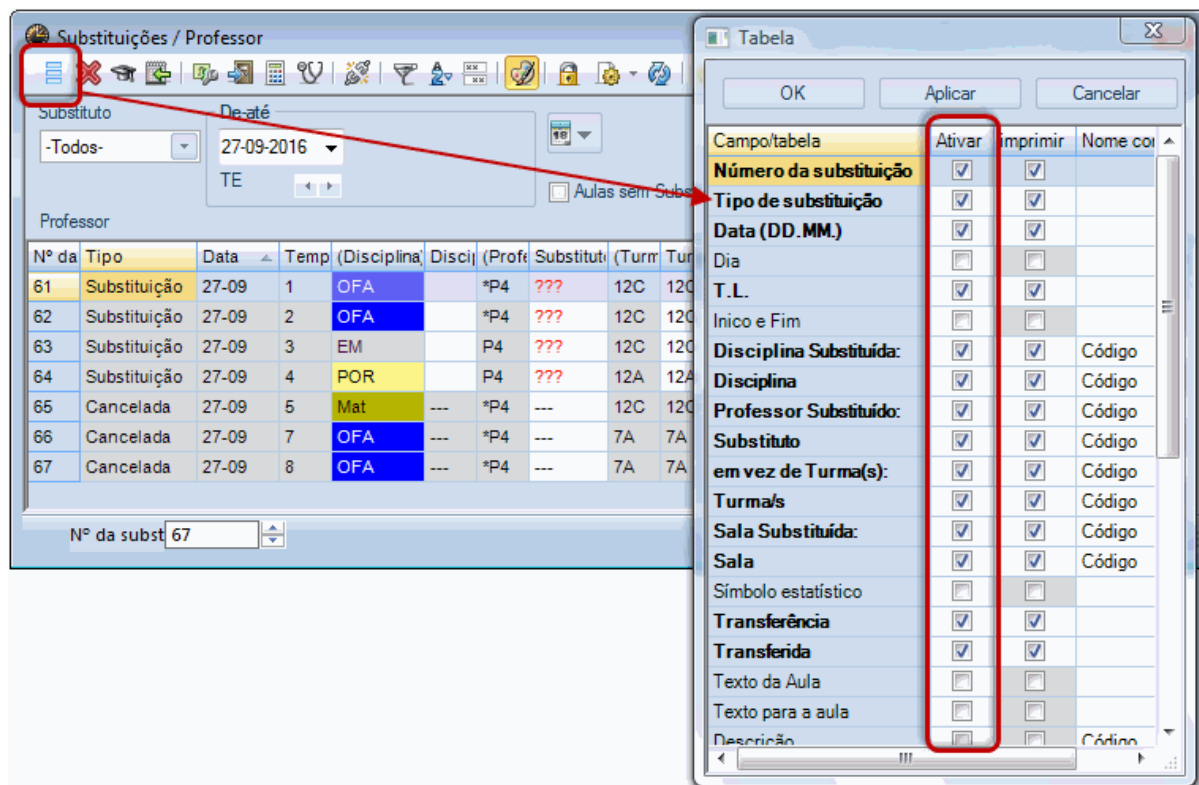 Substituições / Professor
Substituto
De-até
-Todos-
27-09-2016
18
TE
Aulas sem Subs
Professor
Nº da Tipo Data Temp (Disciplina) Discip (Profe Substitut (Turm Tur
61 Substituição 27-09 1 OFA *P4 ??? 12C 12C
62 Substituição 27-09 2 OFA *P4 ??? 12C 12C
63 Substituição 27-09 3 EM P4 ??? 12C 12C
64 Substituição 27-09 4 POR P4 ??? 12A 12A
65 Cancelada 27-09 5 Mat --- *P4 --- 12C 12C
66 Cancelada 27-09 7 OFA --- *P4 --- 7A 7A
67 Cancelada 27-09 8 OFA --- *P4 --- 7A 7A
Nº da subst 67
Tabela
OK Aplicar Cancelar
Campo/tabela Ativar imprimir Nome con
Número da substituição
Tipo de substituição
Data (DD.MM.)
Dia
T.L.
Inico e Fim
Disciplina Substituída: Código
Disciplina Código
Professor Substituído: Código
Substituto Código
em vez de Turma(s): Código
Turma/s Código
Sala Substituída: Código
Sala Código
Símbolo estatístico
Transferência
Transferida
Texto da Aula
Texto para a aula
Descrição Código